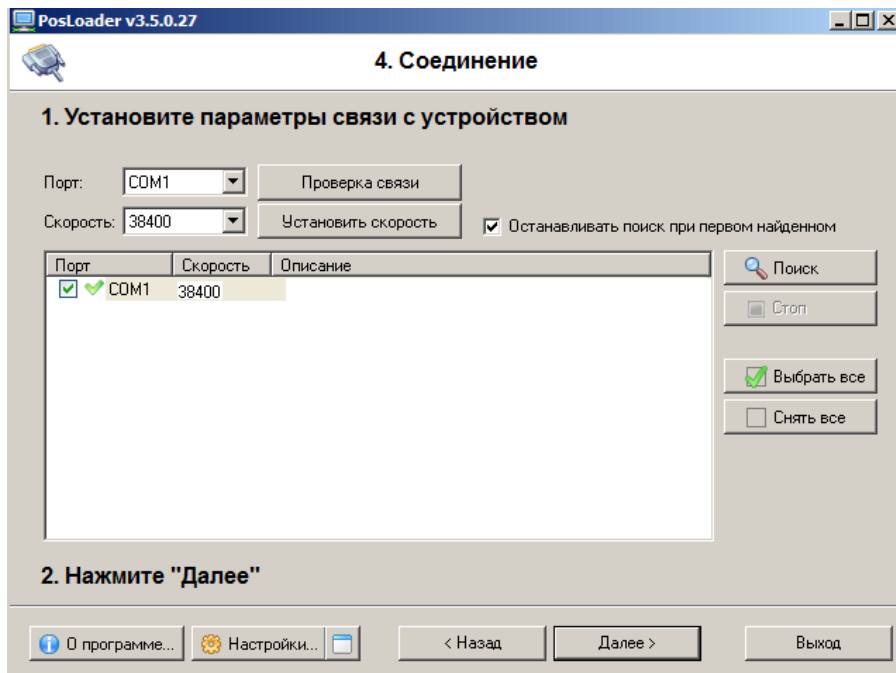 PosLoader v3.5.0.27
4. Соединение
1. Установите параметры связи с устройством
Порт: COM1 Проверка связи
Скорость: 38400 Установить скорость Останавливать поиск при первом найденном
Порт Скорость Описание
COM1 38400
Поиск
Стоп
Выбрать все
Снять все
2. Нажмите "Далее"
О программе... Настройки... < Назад Далее > Выход